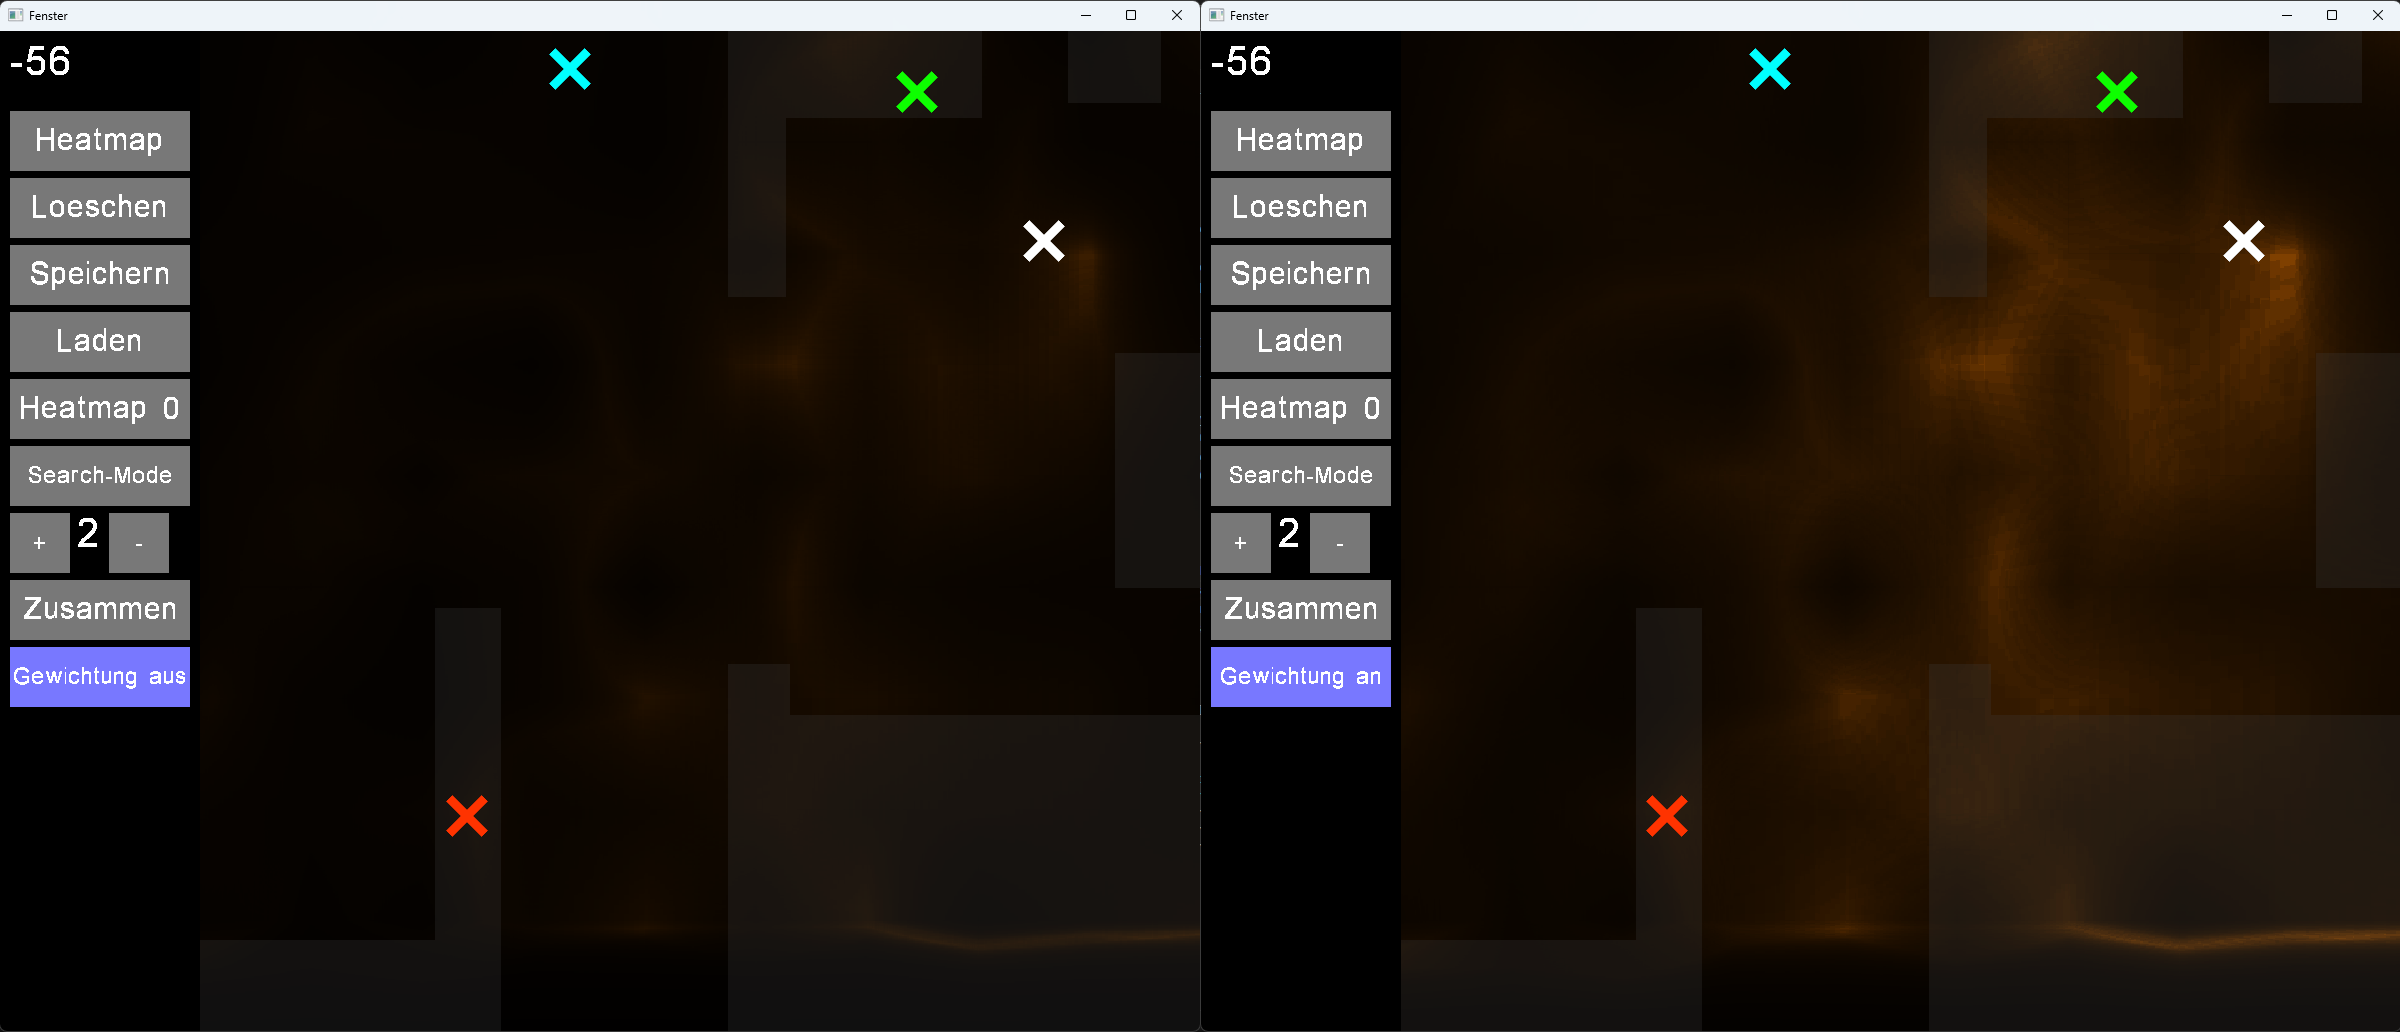 Fenster
-56
Heatmap
Loeschen
Speichern
Laden
Heatmap 0
Search-Mode
+ 2 -
Zusammen
Gewichtung aus
Fenster
-56
Heatmap
Loeschen
Speichern
Laden
Heatmap 0
Search-Mode
+ 2 -
Zusammen
Gewichtung an